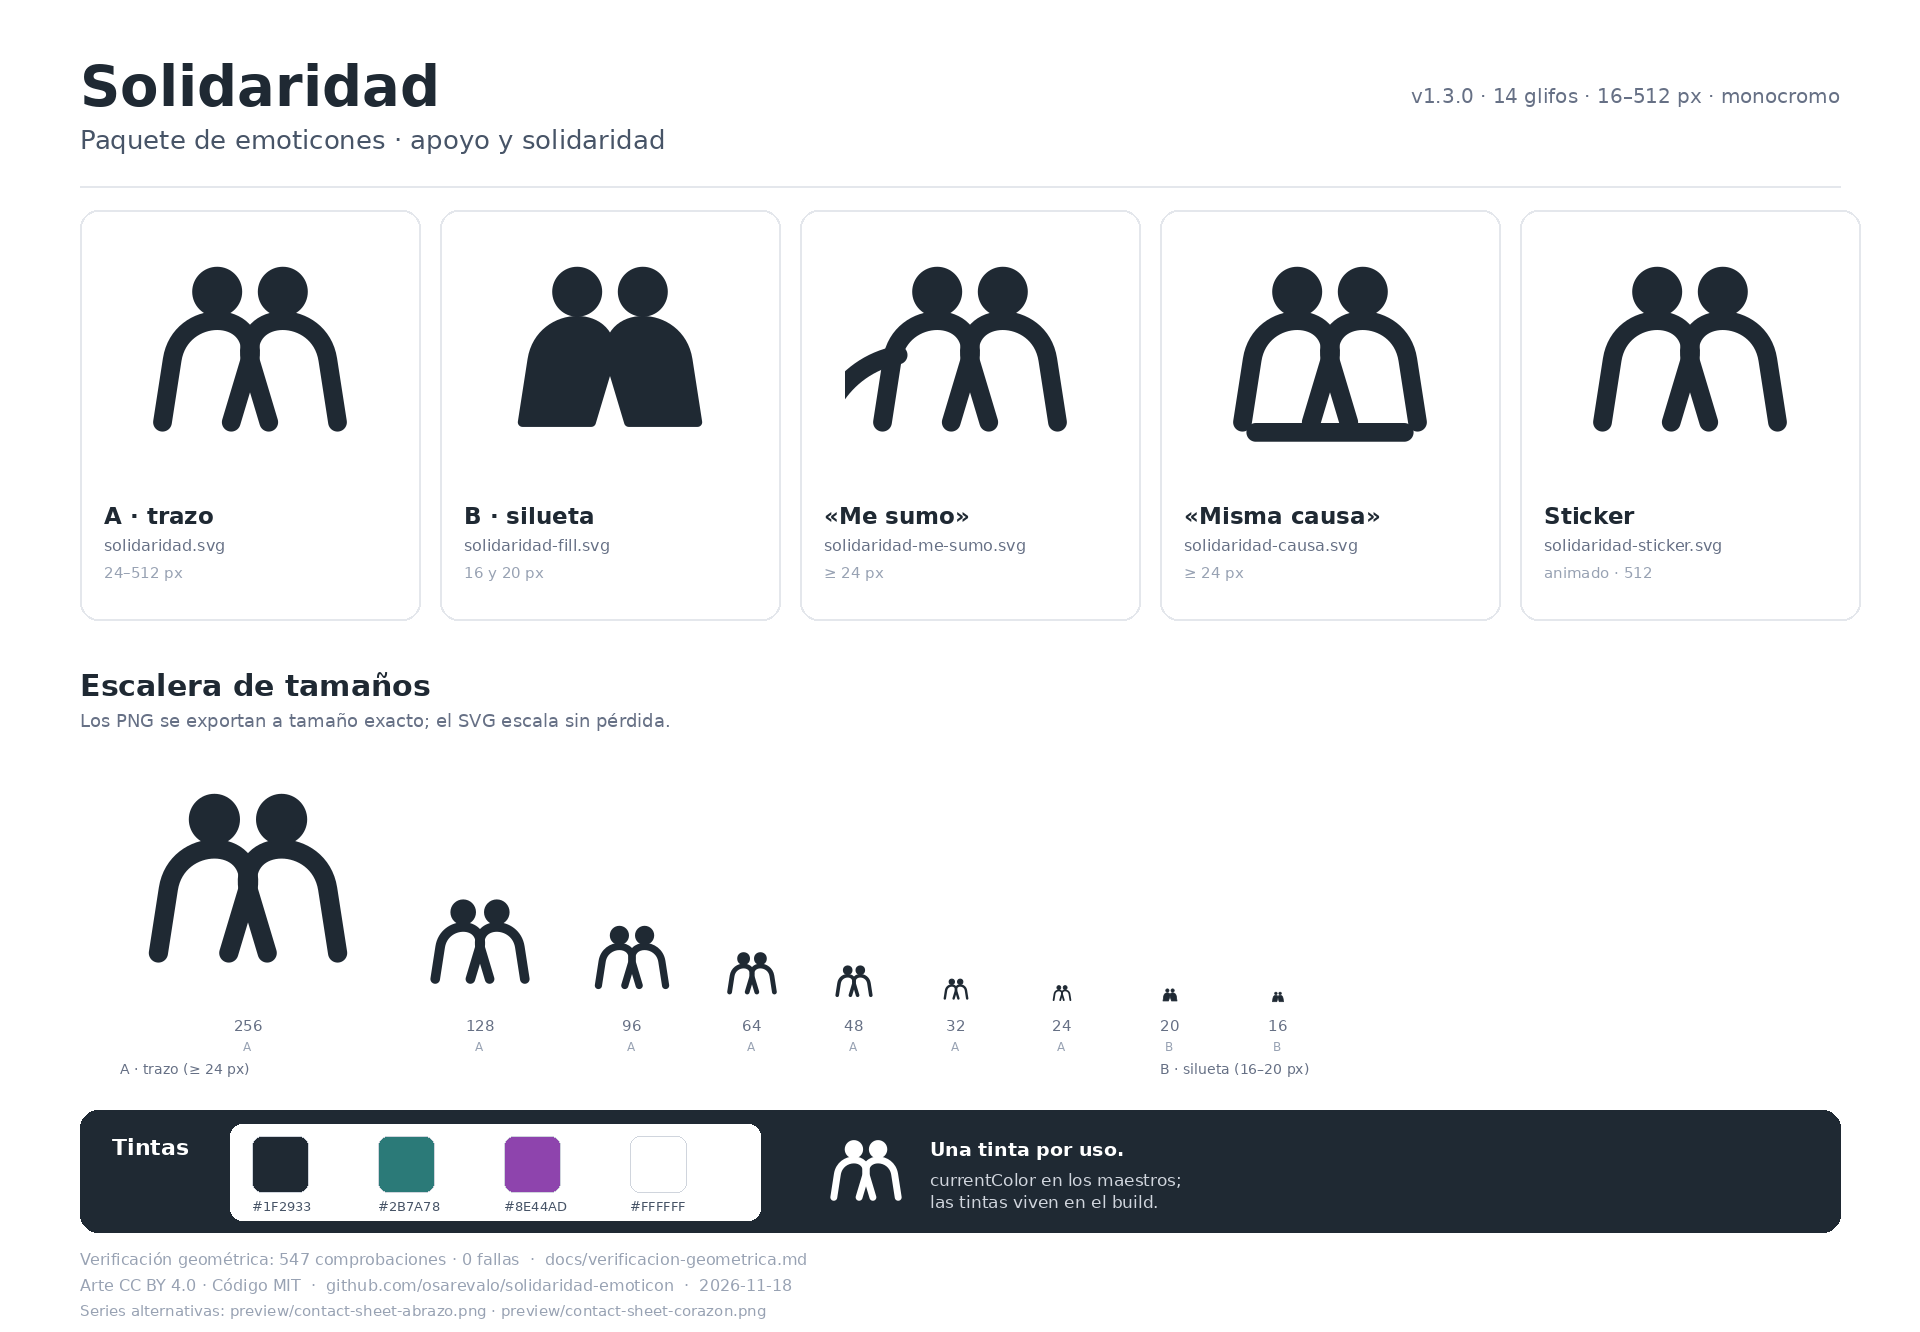 Solidaridad
v1.3.0 · 14 glifos · 16–512 px · monocromo
Paquete de emoticones · apoyo y solidaridad
A · trazo
solidaridad.svg
24–512 px
B · silueta
solidaridad-fill.svg
16 y 20 px
«Me sumo»
solidaridad-me-sumo.svg
≥ 24 px
«Misma causa»
solidaridad-causa.svg
≥ 24 px
Sticker
solidaridad-sticker.svg
animado · 512
Escalera de tamaños
Los PNG se exportan a tamaño exacto; el SVG escala sin pérdida.
256 128 96 64 48 32 24 20 16
A A A A A A A B B
A · trazo (≥ 24 px)
B · silueta (16–20 px)
Tintas
#1F2933 #2B7A78 #8E44AD #FFFFFF
Una tinta por uso.
currentColor en los maestros;
las tintas viven en el build.
Verificación geométrica: 547 comprobaciones · 0 fallas · docs/verificacion-geometrica.md
Arte CC BY 4.0 · Código MIT · github.com/osarevalo/solidaridad-emoticon · 2026-11-18
Series alternativas: preview/contact-sheet-abrazo.png · preview/contact-sheet-corazon.png